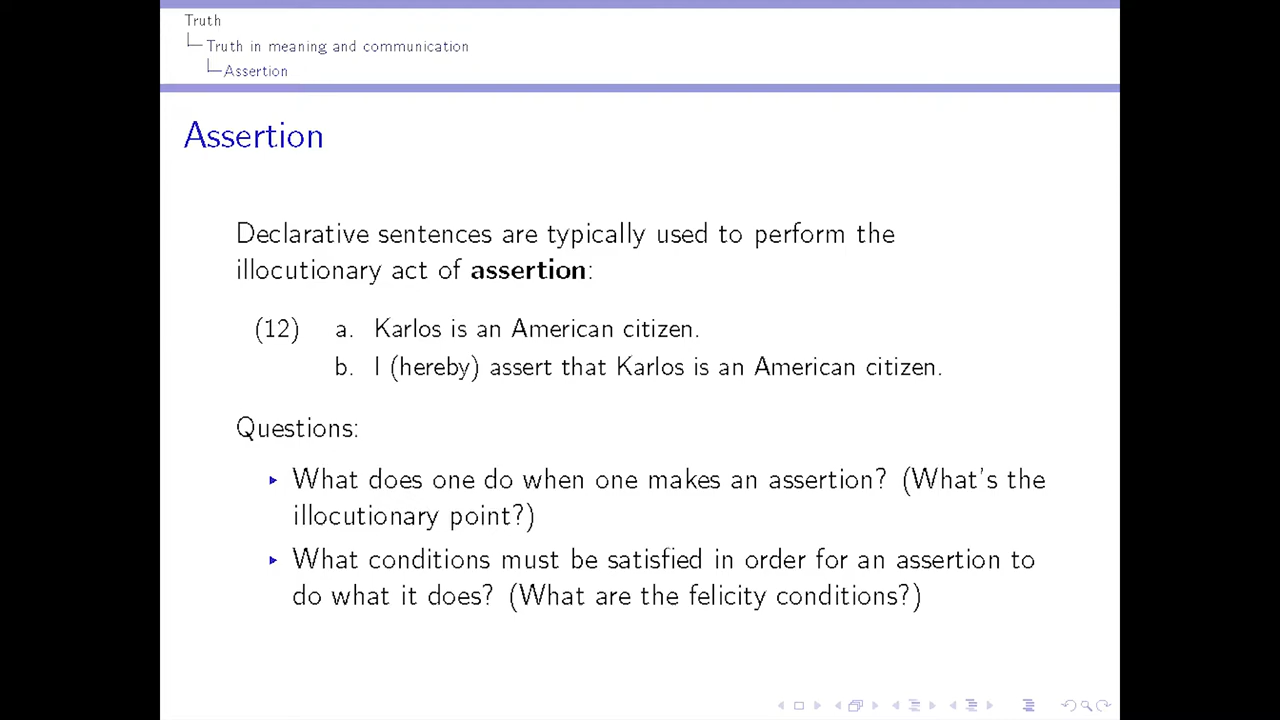 Truth
Truth in meaning and communication
Assertion
Assertion
Declarative sentences are typically used to perform the
illocutionary act of assertion:
(12) a. Karlos is an American citizen.
b. I (hereby) assert that Karlos is an American citizen.
Questions:
What does one do when one makes an assertion? (What's the
illocutionary point?)
What conditions must be satisfied in order for an assertion to
do what it does? (What are the felicity conditions?)